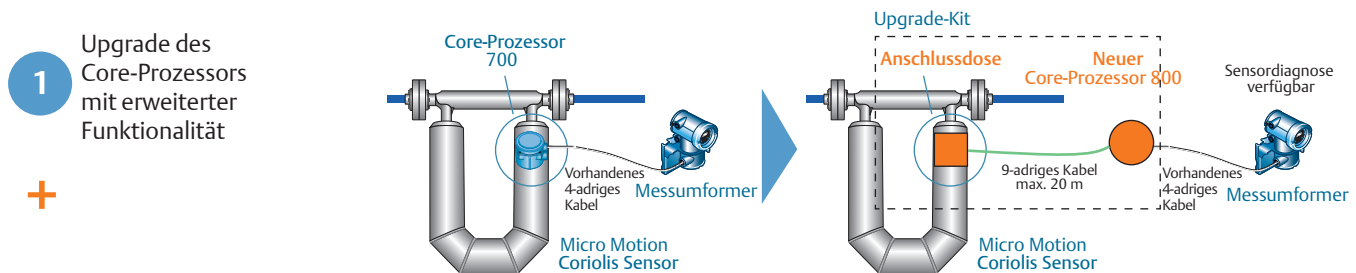 1
Upgrade des
Core-Prozessors
mit erweiterter
Funktionalität
+
Core-Prozessor
700
Vorhandenes
4-adriges
Kabel
Messumformer
Micro Motion
Coriolis Sensor
Upgrade-Kit
Anschlussdose
Neuer
Core-Prozessor 800
Sensordiagnose
verfügbar
9-adriges Kabel
max. 20 m
Vorhandenes
4-adriges
Kabel
Messumformer
Micro Motion
Coriolis Sensor